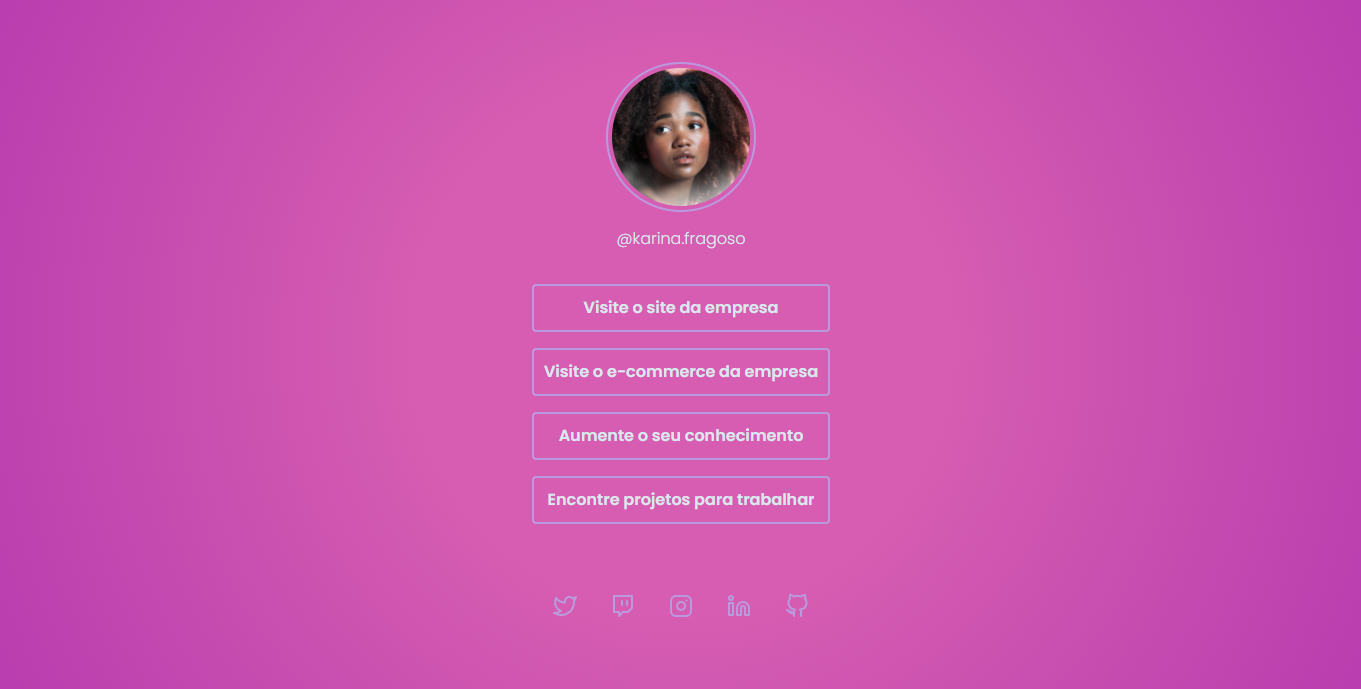 @karina.fragoso
Visite o site da empresa
Visite o e-commerce da empresa
Aumente o seu conhecimento
Encontre projetos para trabalhar